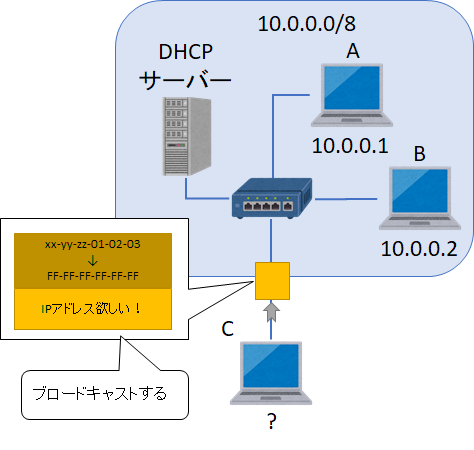 10.0.0.0/8
DHCP
サーバー
A
10.0.0.1
B
10.0.0.2
xx-yy-zz-01-02-03
↓
FF-FF-FF-FF-FF-FF
IPアドレス欲しい！
ブロードキャストする
C
?